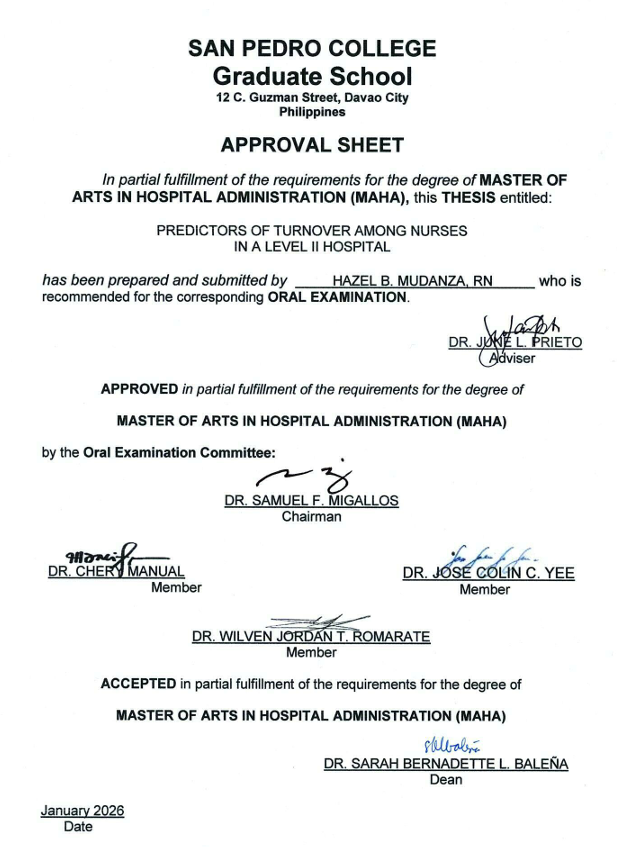 SAN PEDRO COLLEGE
Graduate School
12 C. Guzman Street, Davao City
Philippines
APPROVAL SHEET
In partial fulfillment of the requirements for the degree of MASTER OF
ARTS IN HOSPITAL ADMINISTRATION (MAHA), this THESIS entitled:
PREDICTORS OF TURNOVER AMONG NURSES
IN A LEVEL II HOSPITAL
has been prepared and submitted by HAZEL B. MUDANZA, RN who is
recommended for the corresponding ORAL EXAMINATION.
DR. JUNE L. PRIETO
Adviser
APPROVED in partial fulfillment of the requirements for the degree of
MASTER OF ARTS IN HOSPITAL ADMINISTRATION (MAHA)
by the Oral Examination Committee:
DR. SAMUEL F. MIGALLOS
Chairman
DR. CHERY MANUAL
Member
DR. JOSE COLIN C. YEE
Member
DR. WILVEN JORDAN T. ROMARATE
Member
ACCEPTED in partial fulfillment of the requirements for the degree of
MASTER OF ARTS IN HOSPITAL ADMINISTRATION (MAHA)
DR. SARAH BERNADETTE L. BALEÑA
Dean
January 2026
Date